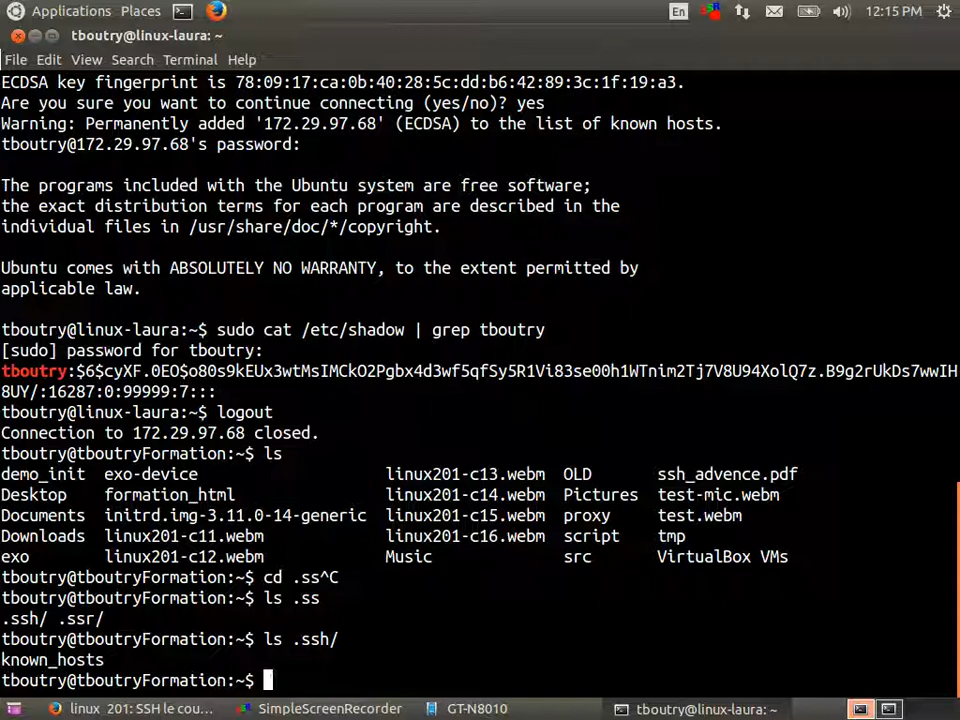 Applications Places En 12:15 PM
tboutry@linux-laura: ~
File Edit View Search Terminal Help
ECDSA key fingerprint is 78:09:17:ca:0b:40:28:5c:dd:b6:42:89:3c:1f:19:a3.
Are you sure you want to continue connecting (yes/no)? yes
Warning: Permanently added '172.29.97.68' (ECDSA) to the list of known hosts.
tboutry@172.29.97.68's password:
The programs included with the Ubuntu system are free software;
the exact distribution terms for each program are described in the
individual files in /usr/share/doc/*/copyright.
Ubuntu comes with ABSOLUTELY NO WARRANTY, to the extent permitted by
applicable law.
tboutry@linux-laura:~$ sudo cat /etc/shadow | grep tboutry
[sudo] password for tboutry:
tboutry:$6$cyXF.0EO$o80s9kEUx3wtMsIMCkO2Pgbx4d3wf5qfSy5R1Vi83se00h1WTnim2Tj7V8U94XolQ7z.B9g2rUkDs7wwIH
8UY/:16287:0:99999:7:::
tboutry@linux-laura:~$ logout
Connection to 172.29.97.68 closed.
tboutry@tboutryFormation:~$ ls
demo_init exo-device linux201-c13.webm OLD ssh_advence.pdf
Desktop formation_html linux201-c14.webm Pictures test-mic.webm
Documents initrd.img-3.11.0-14-generic linux201-c15.webm proxy test.webm
Downloads linux201-c11.webm linux201-c16.webm script tmp
exo linux201-c12.webm Music src VirtualBox VMs
tboutry@tboutryFormation:~$ cd .ss^C
tboutry@tboutryFormation:~$ ls .ss
.ssh/ .ssr/
tboutry@tboutryFormation:~$ ls .ssh/
known_hosts
tboutry@tboutryFormation:~$
linux 201: SSH le cou... SimpleScreenRecorder GT-N8010 tboutry@linux-laura: ~